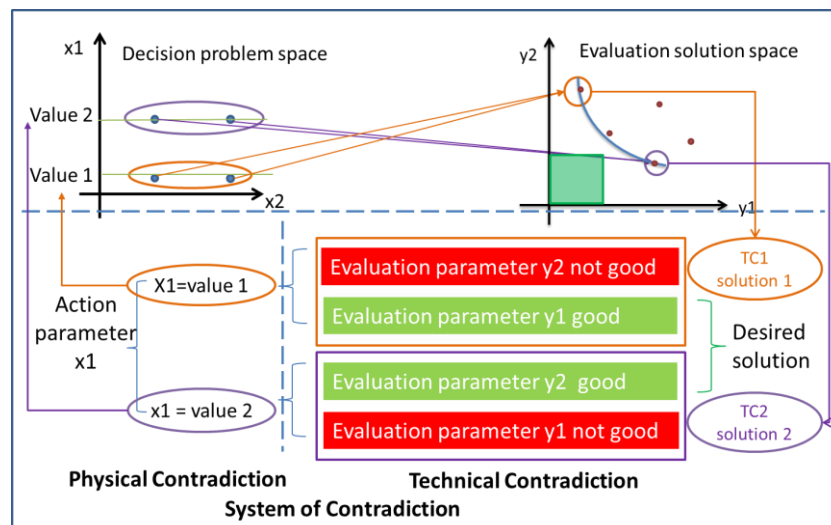 x1
Decision problem space
Value 2
Value 1
x2
y2
Evaluation solution space
y1
Action
parameter
x1
X1=value 1
x1 = value 2
Evaluation parameter y2 not good
Evaluation parameter y1 good
Evaluation parameter y2  good
Evaluation parameter y1 not good
TC1
solution 1
Desired
solution
TC2
solution 2
Physical Contradiction
Technical Contradiction
System of Contradiction